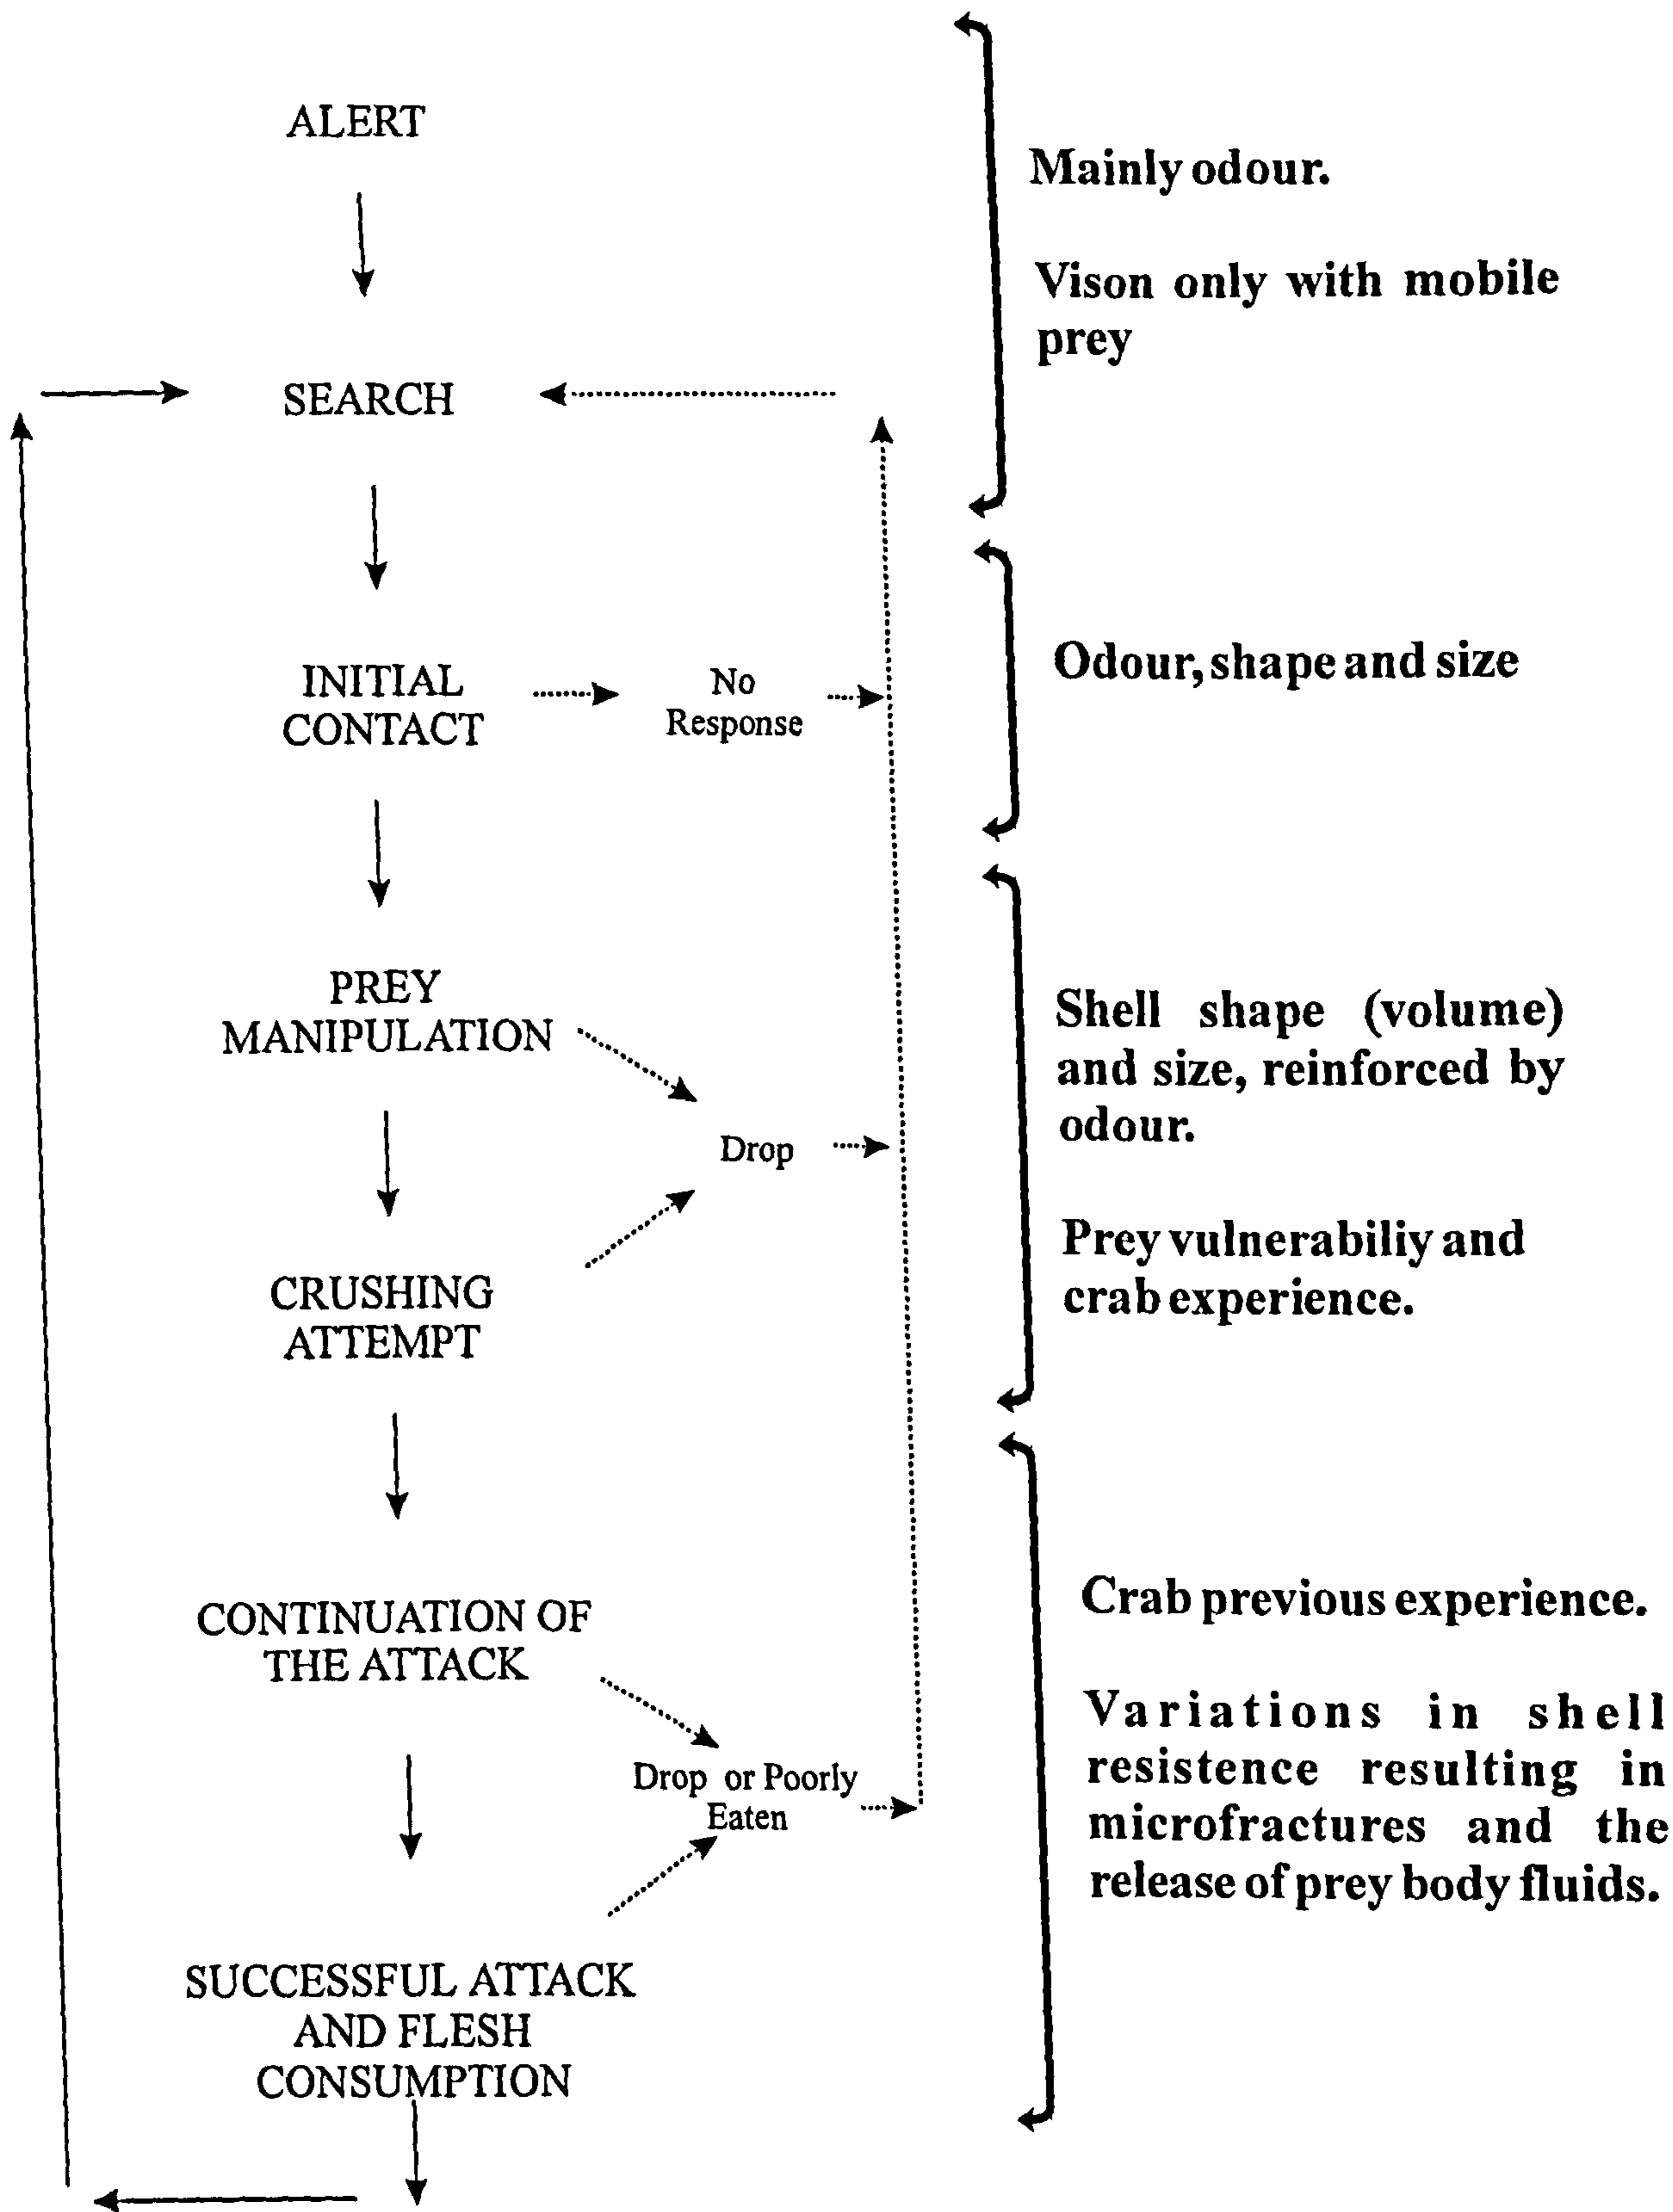 ALERT
Mainly odour.
Vison only with mobile
prey
SEARCH
INITIAL
CONTACT
No
Response
Odour, shape and size
PREY
MANIPULATION
Drop
Shell shape (volume)
and size, reinforced by
odour.
Prey vulnerabiliy and
crab experience.
CRUSHING
ATTEMPT
CONTINUATION OF
THE ATTACK
Drop or Poorly
Eaten
Crab previous experience.
Variations in shell
resistence resulting in
microfractures and the
release of prey body fluids.
SUCCESSFUL ATTACK
AND FLESH
CONSUMPTION